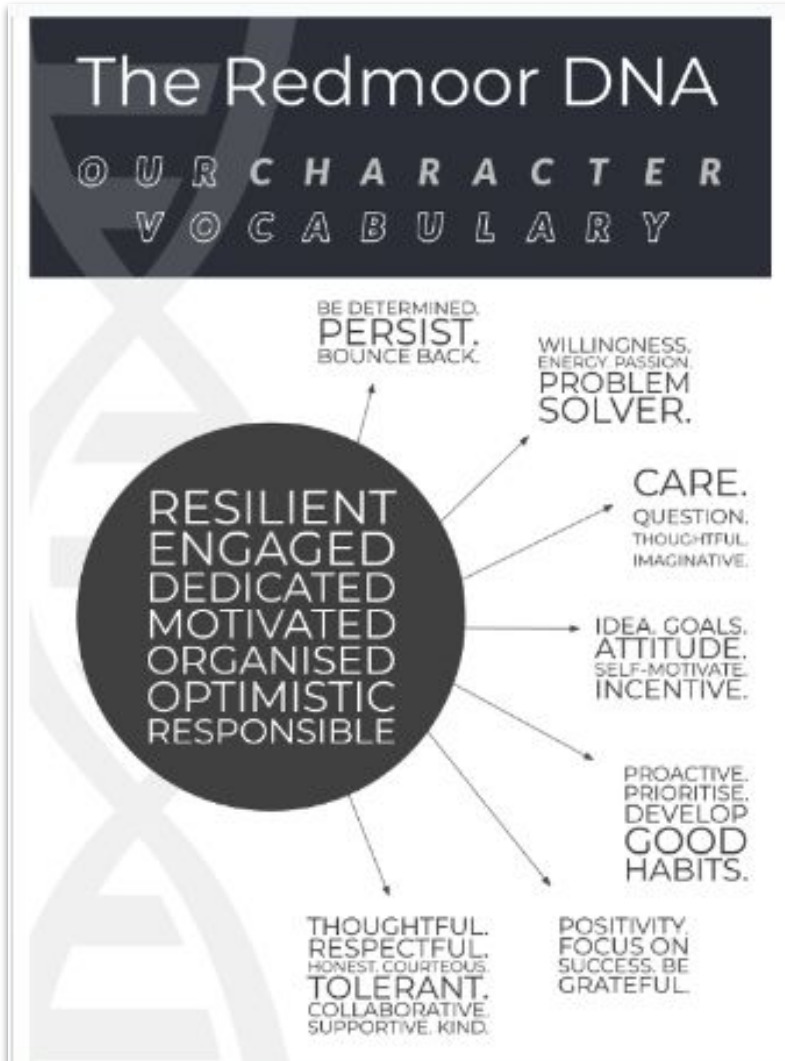 The Redmoor DNA
OUR CHARACTER
VOCABULARY
BE DETERMINED.
PERSIST.
BOUNCE BACK.
WILLINGNESS.
ENERGY. PASSION.
PROBLEM
SOLVER.
RESILIENT
ENGAGED
DEDICATED
MOTIVATED
ORGANISED
OPTIMISTIC
RESPONSIBLE
CARE.
QUESTION.
THOUGHTFUL.
IMAGINATIVE.
IDEA. GOALS.
ATTITUDE.
SELF-MOTIVATE.
INCENTIVE.
PROACTIVE.
PRIORITISE.
DEVELOP
GOOD
HABITS.
THOUGHTFUL.
RESPECTFUL.
HONEST. COURTEOUS.
TOLERANT.
COLLABORATIVE.
SUPPORTIVE. KIND.
POSITIVITY.
FOCUS ON
SUCCESS. BE
GRATEFUL.